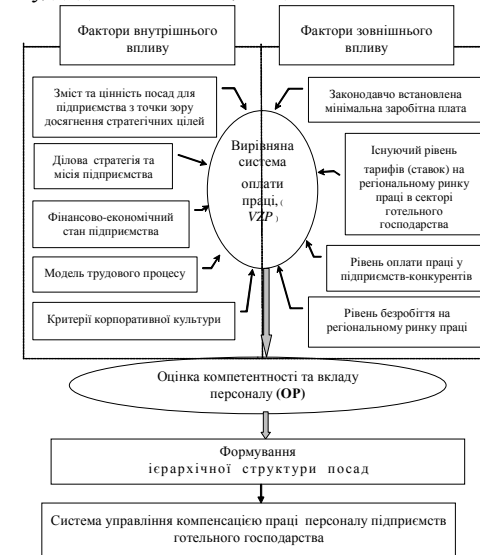 Фактори внутрішнього
впливу
Фактори зовнішнього
впливу
Зміст та цінність посад для
підприємства з точки зору
досягнення стратегічних цілей
Ділова стратегія та
місія підприємства
Фінансово-економічний
стан підприємства
Модель трудового процесу
Критерії корпоративної культури
Вирівняна
система
оплати
праці, (
VZP )
Законодавчо встановлена
мінімальна заробітна плата
Існуючий рівень
тарифів (ставок) на
регіональному ринку
праці в секторі
готельного
господарства
Рівень оплати праці у
підприємств-конкурентів
Рівень безробіття на
регіональному ринку праці
Оцінка компетентності та вкладу
персоналу (ОР)
Формування
ієрархічної структури посад
Система управління компенсацією праці персоналу підприємств
готельного господарства